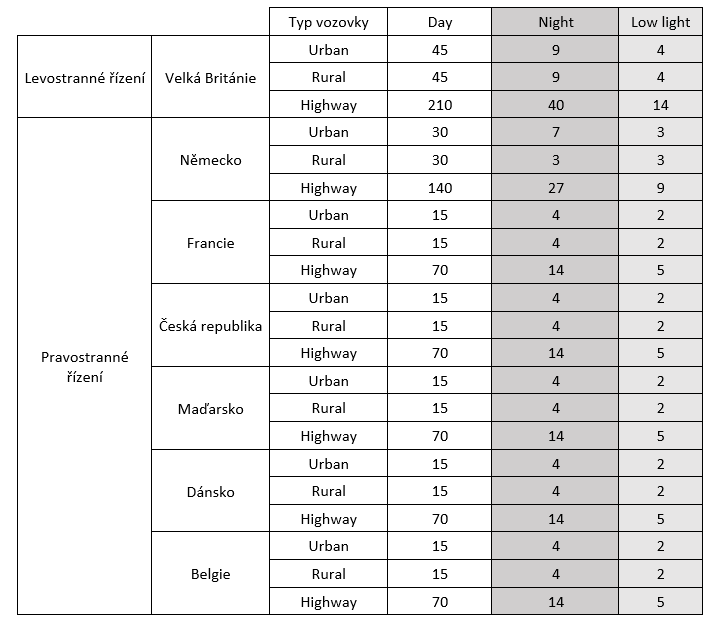 Typ vozovky Day Night Low light
Levostranné řízení Velká Británie Urban 45 9 4
Rural 45 9 4
Highway 210 40 14
Pravostranné řízení Německo Urban 30 7 3
Rural 30 3 3
Highway 140 27 9
Francie Urban 15 4 2
Rural 15 4 2
Highway 70 14 5
Česká republika Urban 15 4 2
Rural 15 4 2
Highway 70 14 5
Maďarsko Urban 15 4 2
Rural 15 4 2
Highway 70 14 5
Dánsko Urban 15 4 2
Rural 15 4 2
Highway 70 14 5
Belgie Urban 15 4 2
Rural 15 4 2
Highway 70 14 5